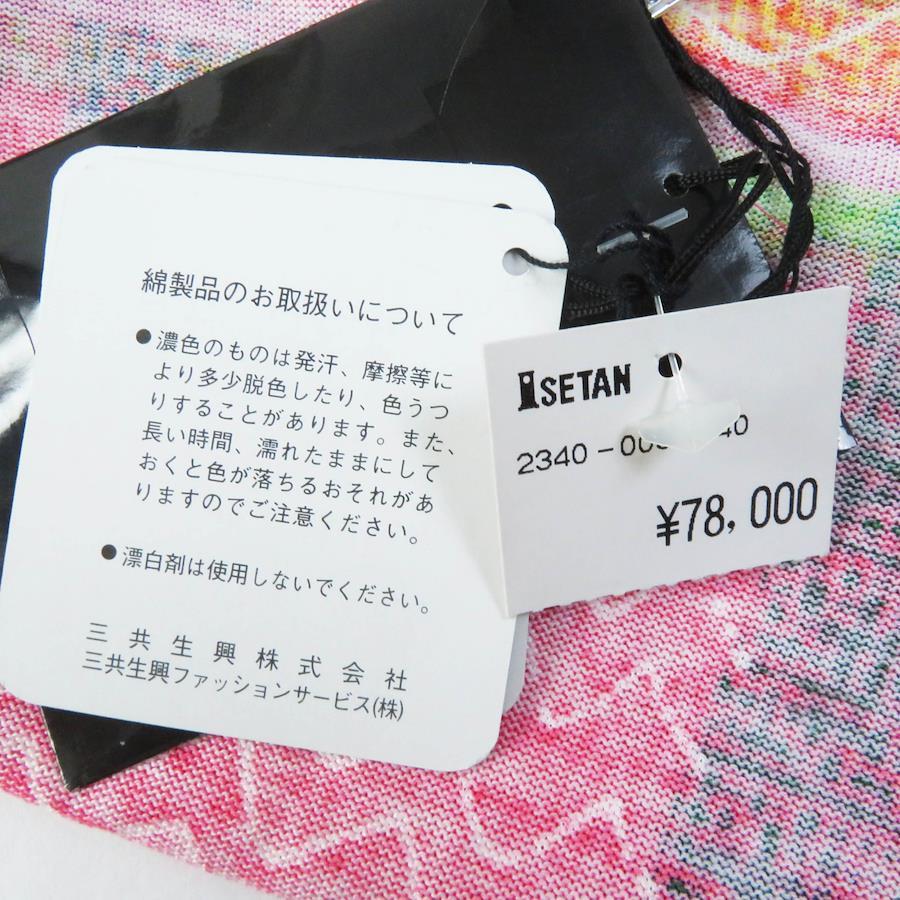 綿製品のお取扱いについて
●濃色のものは発汗、摩擦等に
より多少脱色したり、色うつ
りすることがあります。また、
長い時間、濡れたままにして
おくと色が落ちるおそれがあ
りますのでご注意ください。
●漂白剤は使用しないでください。
三共生興株式会社
三共生興ファッションサービス(株)
ISETAN
2340-00
40
¥78,000